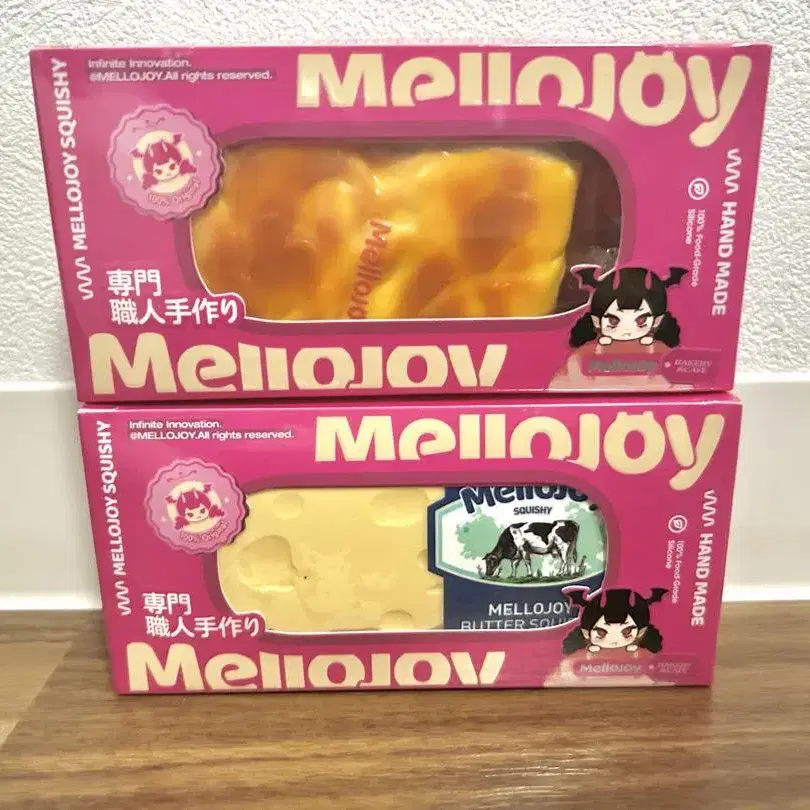 Infinite Innovation.
@MELLOJOY.All rights reserved.
MelloJoy
MELLOJOY SQUISHY
100% Original
Mellojo
HAND MADE
100% Food-Grade
Silicone
専門
職人手作り
MelloJoy
MelloJoy • BAKERY
&CAFE
Infinite Innovation.
@MELLOJOY.All rights reserved.
MelloJoy
MELLOJOY SQUISHY
100% Original
MelloJoy
SQUISHY
MELLOJOY
BUTTER SQUI
HAND MADE
100% Food-Grade
Silicone
専門
職人手作り
MelloJoy
MelloJoy • BAKERY
&CAFE